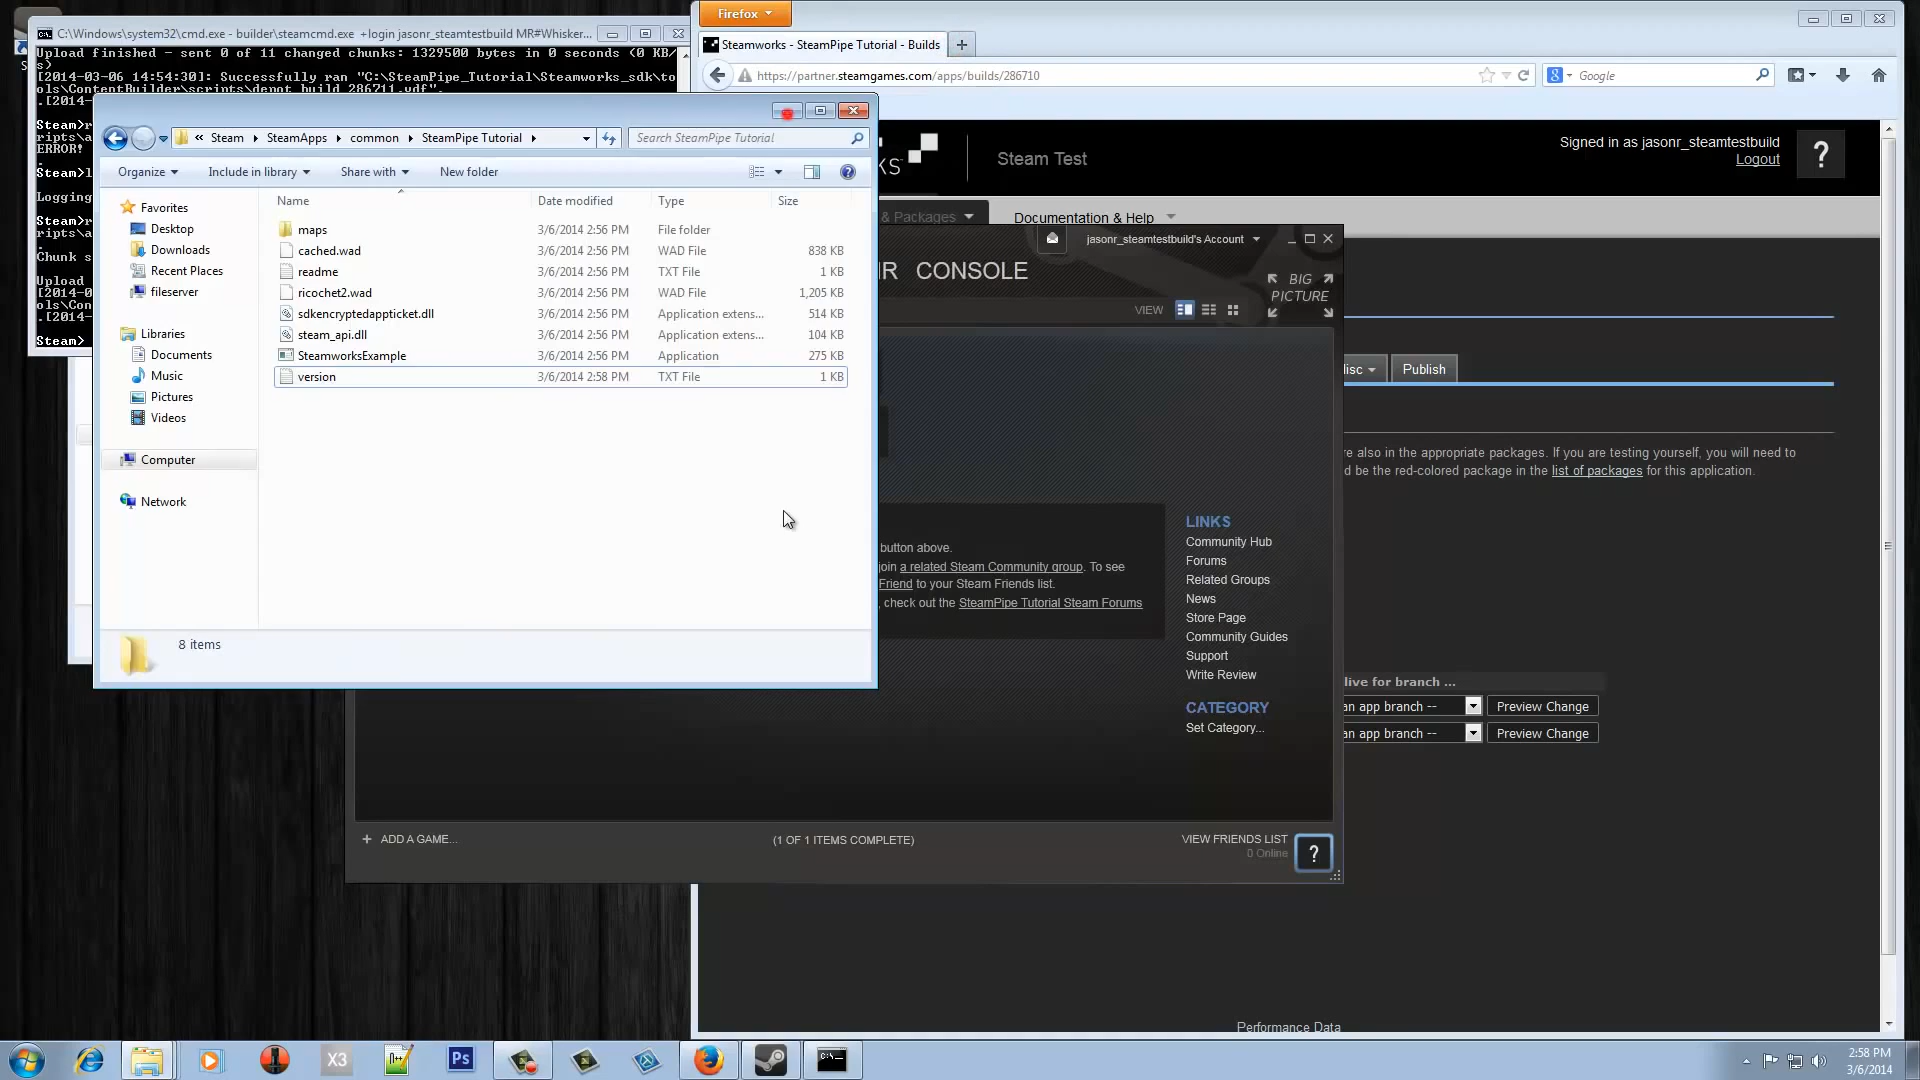 C:\Windows\system32\cmd.exe - builder\steamcmd.exe +login jasonr_steamtestbuild MR#Whisker...
Upload finished - sent 0 of 11 changed chunks: 1329500 bytes in 0 seconds (0 KB/
s)
[2014-03-06 14:54:30]: Successfully ran "C:\SteamPipe_Tutorial\Steamworks_sdk\to
ols\ContentBuilder\scripts\depot_build_286711.vdf".
.[2014-
Steam>r
ripts\a
ERROR!
.
Steam>l
Logging
Steam>r
ripts\a
.
Chunk s
Upload
[2014-0
ols\Con
.[2014-
Steam>
Firefox
Steamworks - SteamPipe Tutorial - Builds
https://partner.steamgames.com/apps/builds/286710
Google
Steam Test
Signed in as jasonr_steamtestbuild
Logout
?
& Packages
Documentation & Help
« Steam SteamApps common SteamPipe Tutorial
Search SteamPipe Tutorial
Organize Include in library Share with New folder
Favorites
Desktop
Downloads
Recent Places
fileserver
Libraries
Documents
Music
Pictures
Videos
Computer
Network
Name Date modified Type Size
maps 3/6/2014 2:56 PM File folder
cached.wad 3/6/2014 2:56 PM WAD File 838 KB
readme 3/6/2014 2:56 PM TXT File 1 KB
ricochet2.wad 3/6/2014 2:56 PM WAD File 1,205 KB
sdkencryptedappticket.dll 3/6/2014 2:56 PM Application extens... 514 KB
steam_api.dll 3/6/2014 2:56 PM Application extens... 104 KB
SteamworksExample 3/6/2014 2:56 PM Application 275 KB
version 3/6/2014 2:58 PM TXT File 1 KB
8 items
jasonr_steamtestbuild's Account
R CONSOLE
BIG
PICTURE
VIEW
button above.
join a related Steam Community group. To see
Friend to your Steam Friends list.
, check out the SteamPipe Tutorial Steam Forums
LINKS
Community Hub
Forums
Related Groups
News
Store Page
Community Guides
Support
Write Review
CATEGORY
Set Category...
+ ADD A GAME...
(1 OF 1 ITEMS COMPLETE)
VIEW FRIENDS LIST
0 Online
?
isc
Publish
re also in the appropriate packages. If you are testing yourself, you will need to
d be the red-colored package in the list of packages for this application.
live for branch ...
an app branch -- Preview Change
an app branch -- Preview Change
Performance Data
X3
Ps
2:58 PM
3/6/2014